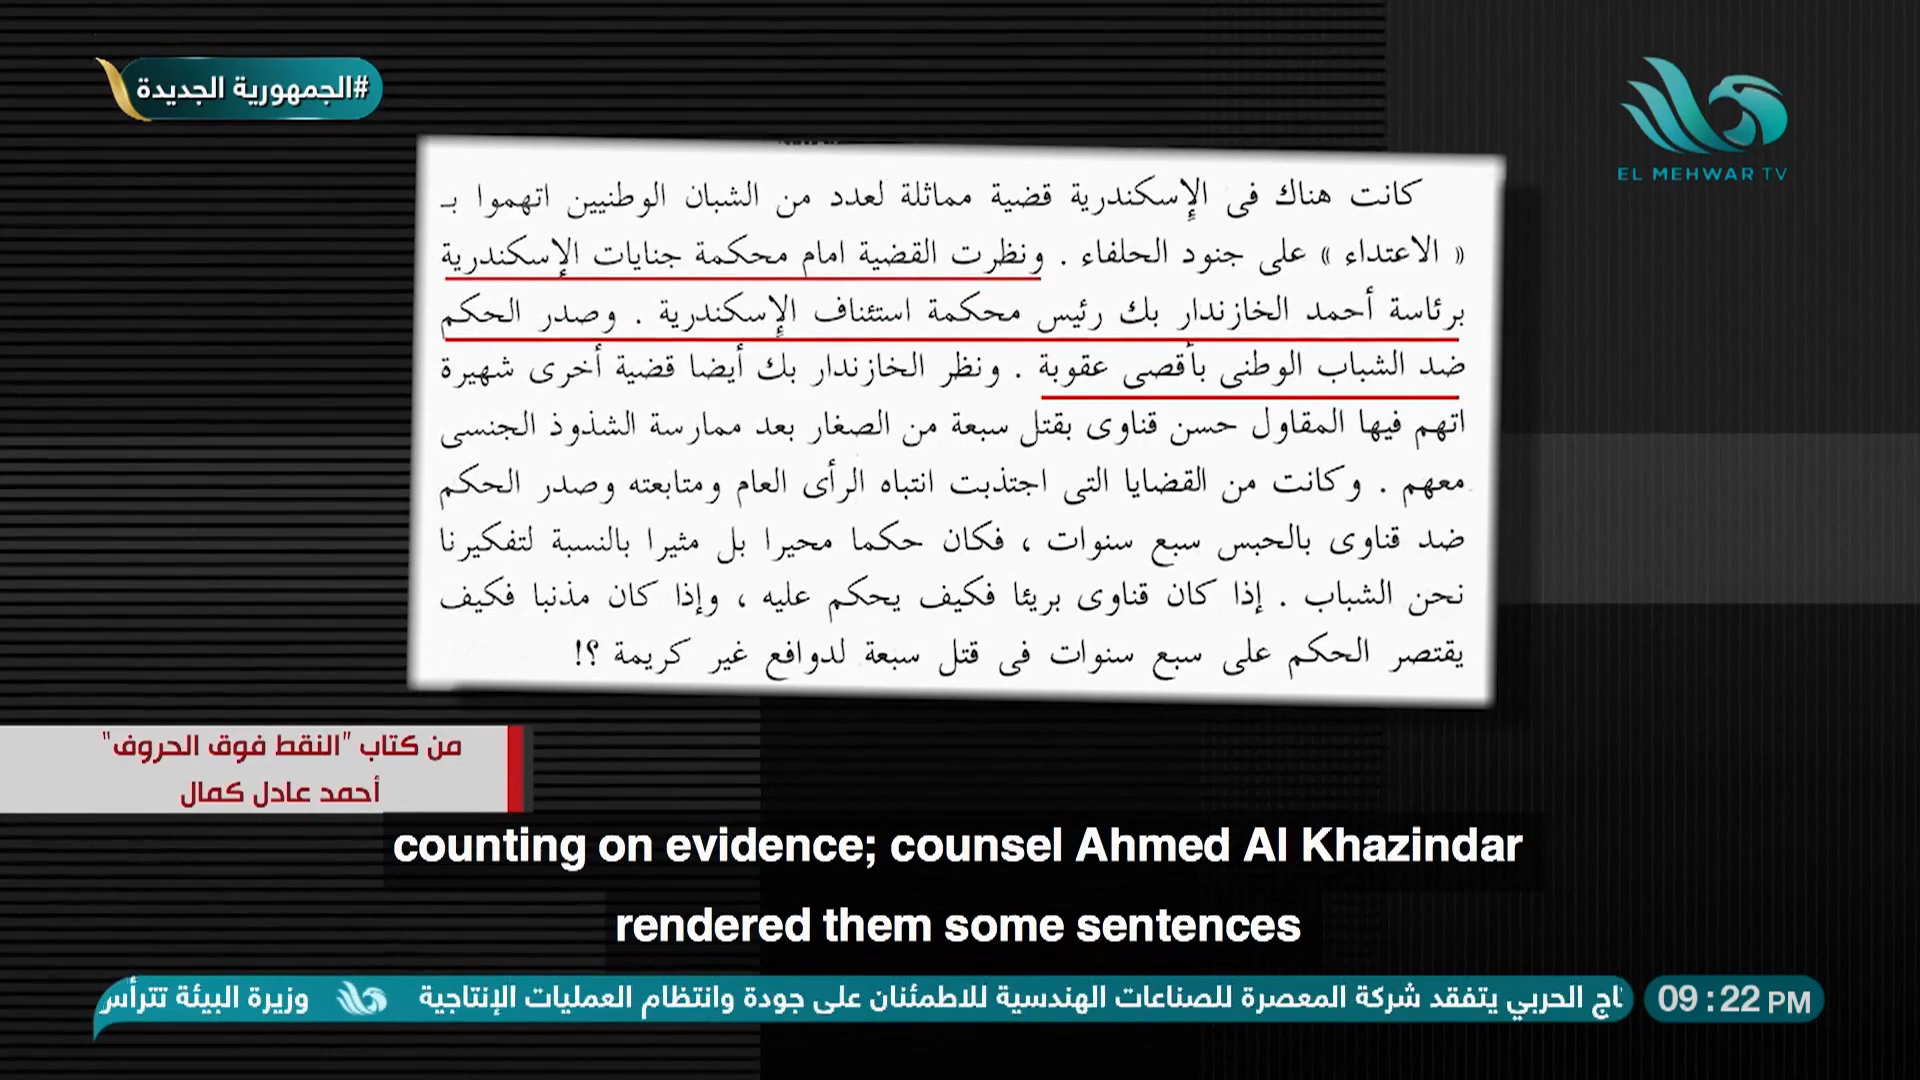 #الجمهورية الجديدة
EL MEHWAR TV
كانت هناك فى الإسكندرية قضية مماثلة لعدد من الشبان الوطنيين اتهموا بـ
« الاعتداء » على جنود الحلفاء . ونظرت القضية امام محكمة جنايات الإسكندرية
برئاسة أحمد الخازندار بك رئيس محكمة استئناف الإسكندرية . وصدر الحكم
ضد الشباب الوطنى بأقصى عقوبة . ونظر الخازندار بك أيضا قضية أخرى شهيرة
اتهم فيها المقاول حسن قناوى بقتل سبعة من الصغار بعد ممارسة الشذوذ الجنسى
معهم . وكانت من القضايا التى اجتذبت انتباه الرأى العام ومتابعته وصدر الحكم
ضد قناوى بالحبس سبع سنوات ، فكان حكما محيرا بل مثيرا بالنسبة لتفكيرنا
نحن الشباب . إذا كان قناوى بريئا فكيف يحكم عليه ، وإذا كان مذنبا فكيف
يقتصر الحكم على سبع سنوات فى قتل سبعة لدوافع غير كريمة ؟!
من كتاب "النقط فوق الحروف"
أحمد عادل كمال
counting on evidence; counsel Ahmed Al Khazindar
rendered them some sentences
الحربي يتفقد شركة المعصرة للصناعات الهندسية للاطمئنان على جودة وانتظام العمليات الإنتاجية وزيرة البيئة تترأس
09:22 PM